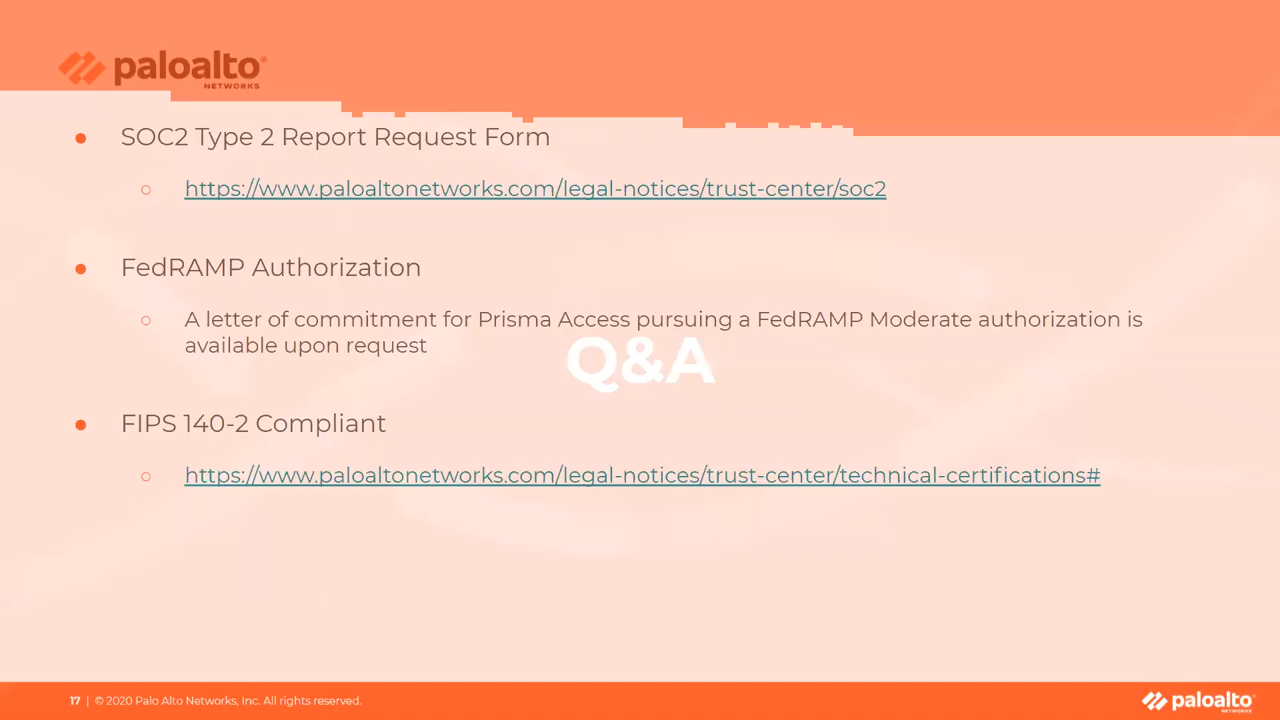 paloalto
NETWORKS
● SOC2 Type 2 Report Request Form
○ https://www.paloaltonetworks.com/legal-notices/trust-center/soc2
● FedRAMP Authorization
○ A letter of commitment for Prisma Access pursuing a FedRAMP Moderate authorization is
available upon request
Q&A
● FIPS 140-2 Compliant
○ https://www.paloaltonetworks.com/legal-notices/trust-center/technical-certifications#
17 | © 2020 Palo Alto Networks, Inc. All rights reserved.
paloalto
NETWORKS